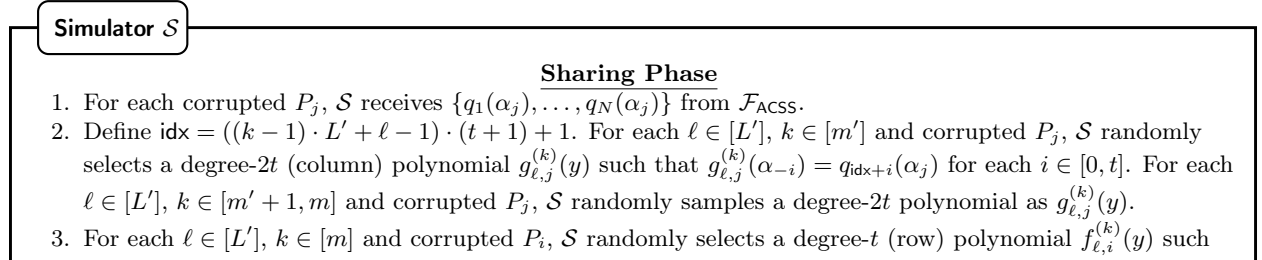 Simulator 𝒮
Sharing Phase
1. For each corrupted P_j, 𝒮 receives {q_1(α_j), . . . , q_N(α_j)} from ℱ_ACSS.
2. Define idx = ((k − 1) · L′ + ℓ − 1) · (t + 1) + 1. For each ℓ ∈ [L′], k ∈ [m′] and corrupted P_j, 𝒮 randomly
selects a degree-2t (column) polynomial g_{ℓ,j}^{(k)}(y) such that g_{ℓ,j}^{(k)}(α_{−i}) = q_{idx+i}(α_j) for each i ∈ [0, t]. For each
ℓ ∈ [L′], k ∈ [m′ + 1, m] and corrupted P_j, 𝒮 randomly samples a degree-2t polynomial as g_{ℓ,j}^{(k)}(y).
3. For each ℓ ∈ [L′], k ∈ [m] and corrupted P_i, 𝒮 randomly selects a degree-t (row) polynomial f_{ℓ,i}^{(k)}(y) such